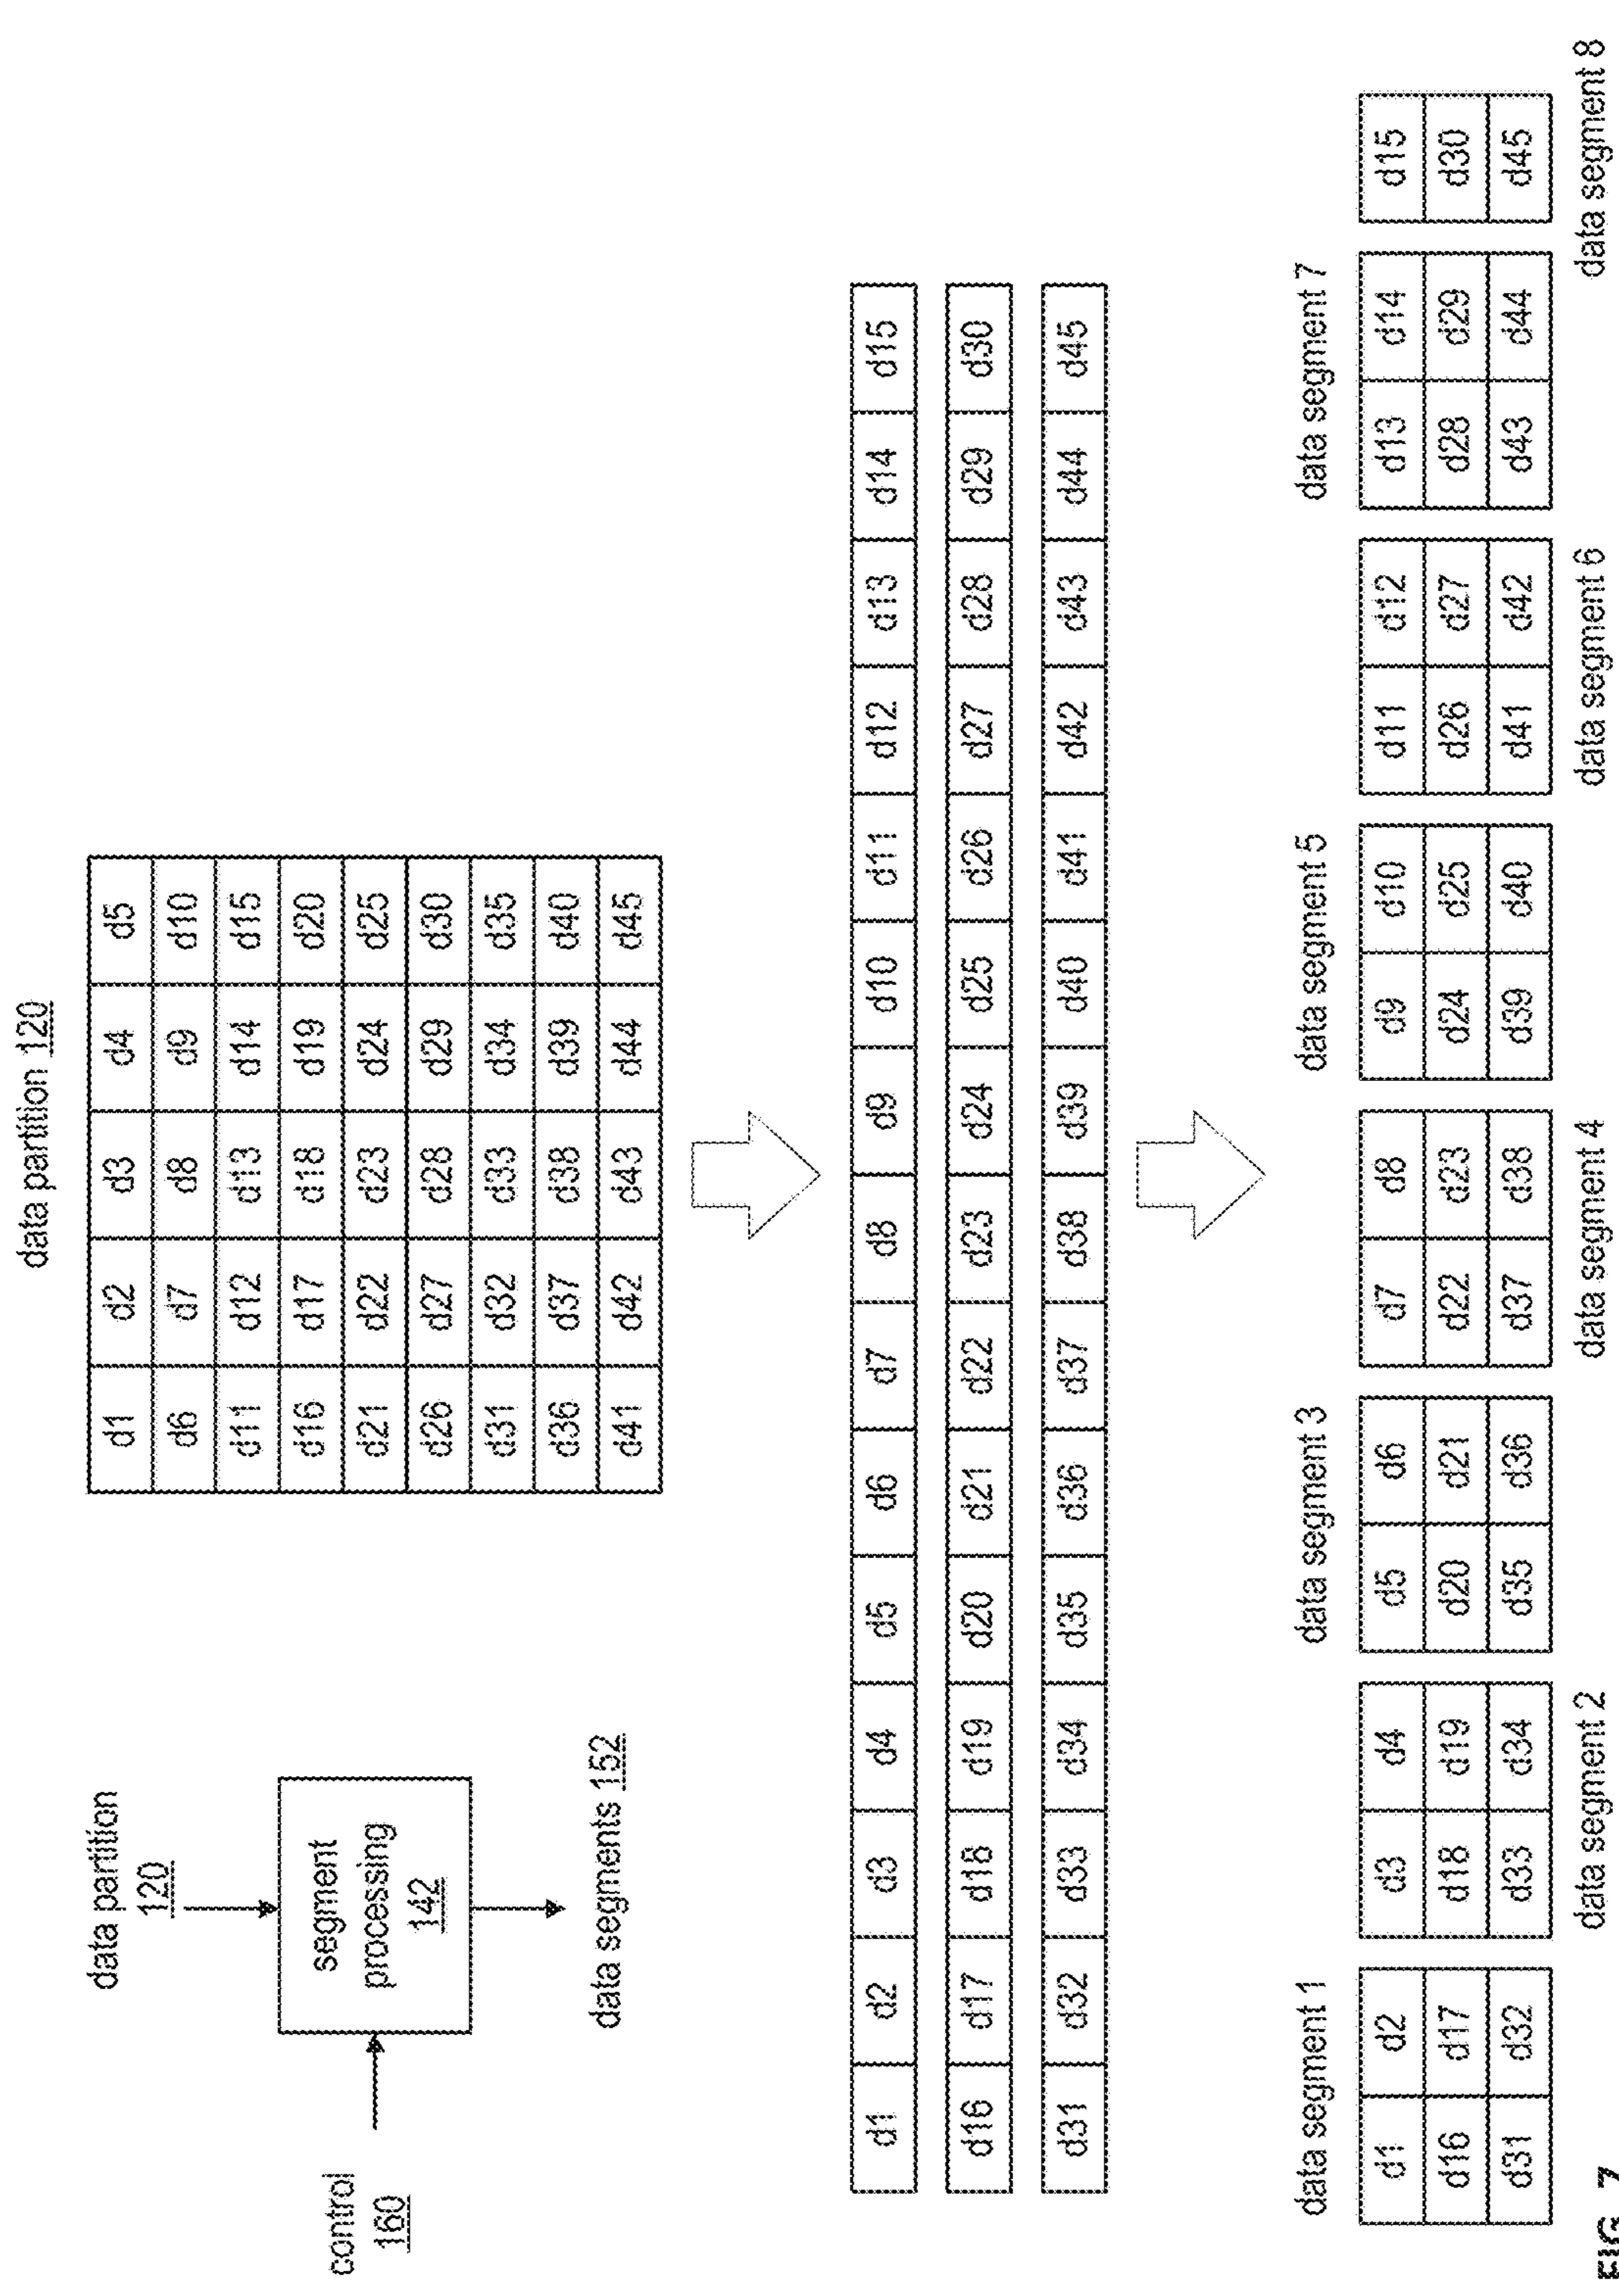 data partition 120
data partition
120
control
160
segment
processing
142
data segments 152
d1 d2 d3 d4 d5
d6 d7 d8 d9 d10
d11 d12 d13 d14 d15
d16 d17 d18 d19 d20
d21 d22 d23 d24 d25
d26 d27 d28 d29 d30
d31 d32 d33 d34 d35
d36 d37 d38 d39 d40
d41 d42 d43 d44 d45
d1 d2 d3 d4 d5 d6 d7 d8 d9 d10 d11 d12 d13 d14 d15
d16 d17 d18 d19 d20 d21 d22 d23 d24 d25 d26 d27 d28 d29 d30
d31 d32 d33 d34 d35 d36 d37 d38 d39 d40 d41 d42 d43 d44 d45
data segment 1 data segment 3 data segment 5 data segment 7
d1 d2 d3 d4 d5 d6 d7 d8 d9 d10 d11 d12 d13 d14 d15
d16 d17 d18 d19 d20 d21 d22 d23 d24 d25 d26 d27 d28 d29 d30
d31 d32 d33 d34 d35 d36 d37 d38 d39 d40 d41 d42 d43 d44 d45
data segment 2 data segment 4 data segment 6 data segment 8
FIG. 7